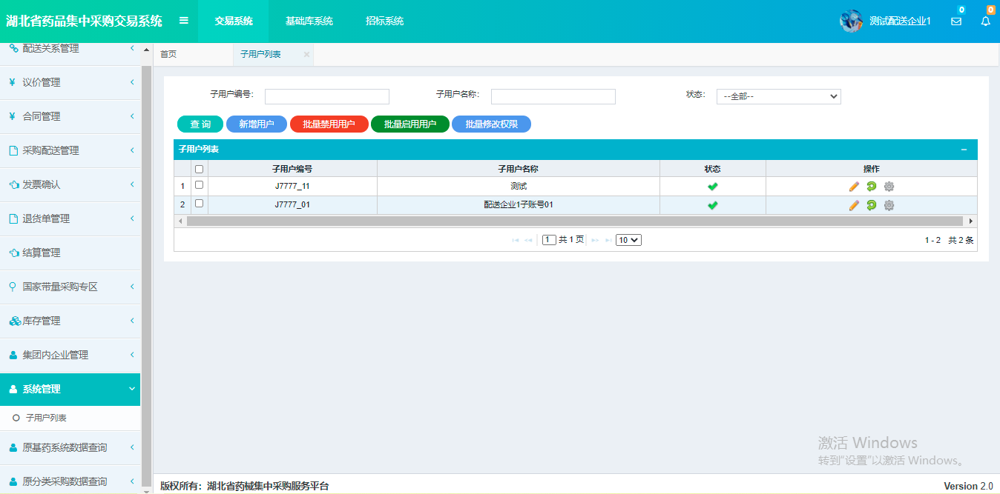 湖北省药品集中采购交易系统 交易系统 基础库系统 招标系统 测试配送企业1 0 0
配送关系管理
议价管理
合同管理
采购配送管理
发票确认
退货单管理
结算管理
国家带量采购专区
库存管理
集团内企业管理
系统管理
子用户列表
原基药系统数据查询
原分类采购数据查询
首页 子用户列表
子用户编号: 子用户名称: 状态: --全部--
查 询 新增用户 批量禁用用户 批量启用用户 批量修改权限
子用户列表
子用户编号 子用户名称 状态 操作
1 J7777_11 测试
2 J7777_01 配送企业1子账号01
1 共 1 页 10 1 - 2 共 2 条
激活 Windows
转到"设置"以激活 Windows。
版权所有：湖北省药械集中采购服务平台 Version 2.0